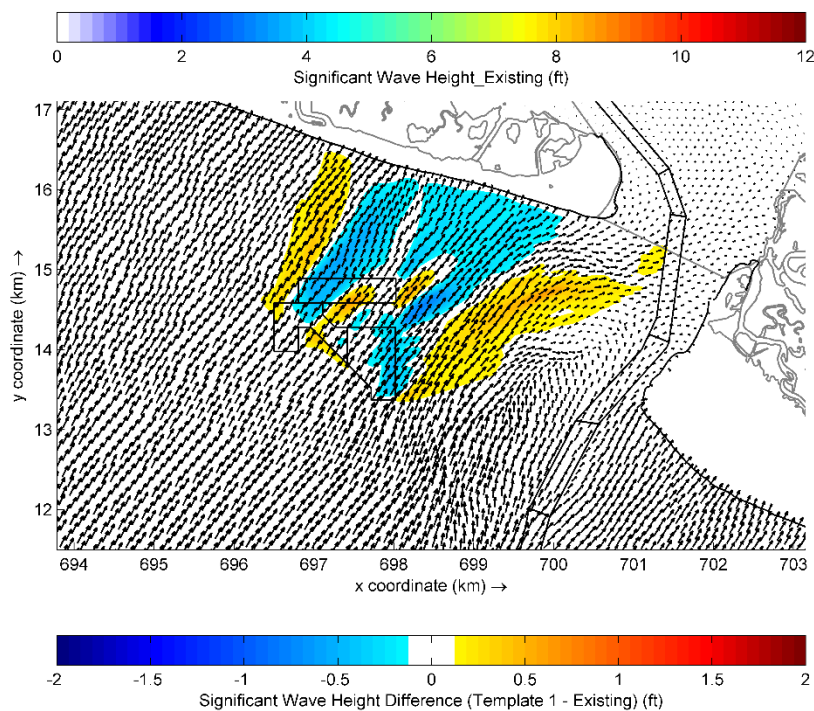 0 2 4 6 8 10 12
Significant Wave Height_Existing (ft)
17
16
15
14
13
12
y coordinate (km) →
694 695 696 697 698 699 700 701 702 703
x coordinate (km) →
-2 -1.5 -1 -0.5 0 0.5 1 1.5 2
Significant Wave Height Difference (Template 1 - Existing) (ft)